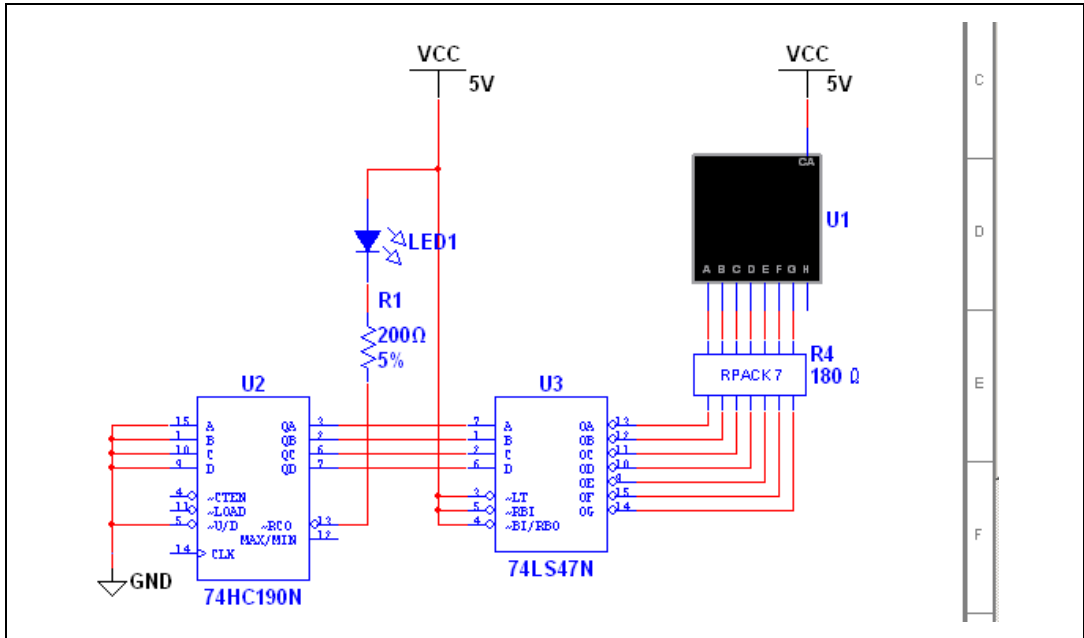 VCC
5V
VCC
5V
C
CA
U1
D
LED1
A B C D E F G H
R1
200Ω
5%
R4
180 Ω
RPACK 7
E
U2
U3
15 A QA 3
1 B QB 2
10 C QC 6
9 D QD 7
4 ~CTEN
11 ~LOAD
5 ~U/D ~RCO 13
MAX/MIN 12
14 CLK
74HC190N
GND
7 A OA 13
1 B OB 12
2 C OC 11
6 D OD 10
OE 9
3 ~LT OF 15
5 ~RBI OG 14
4 ~BI/RBO
74LS47N
F